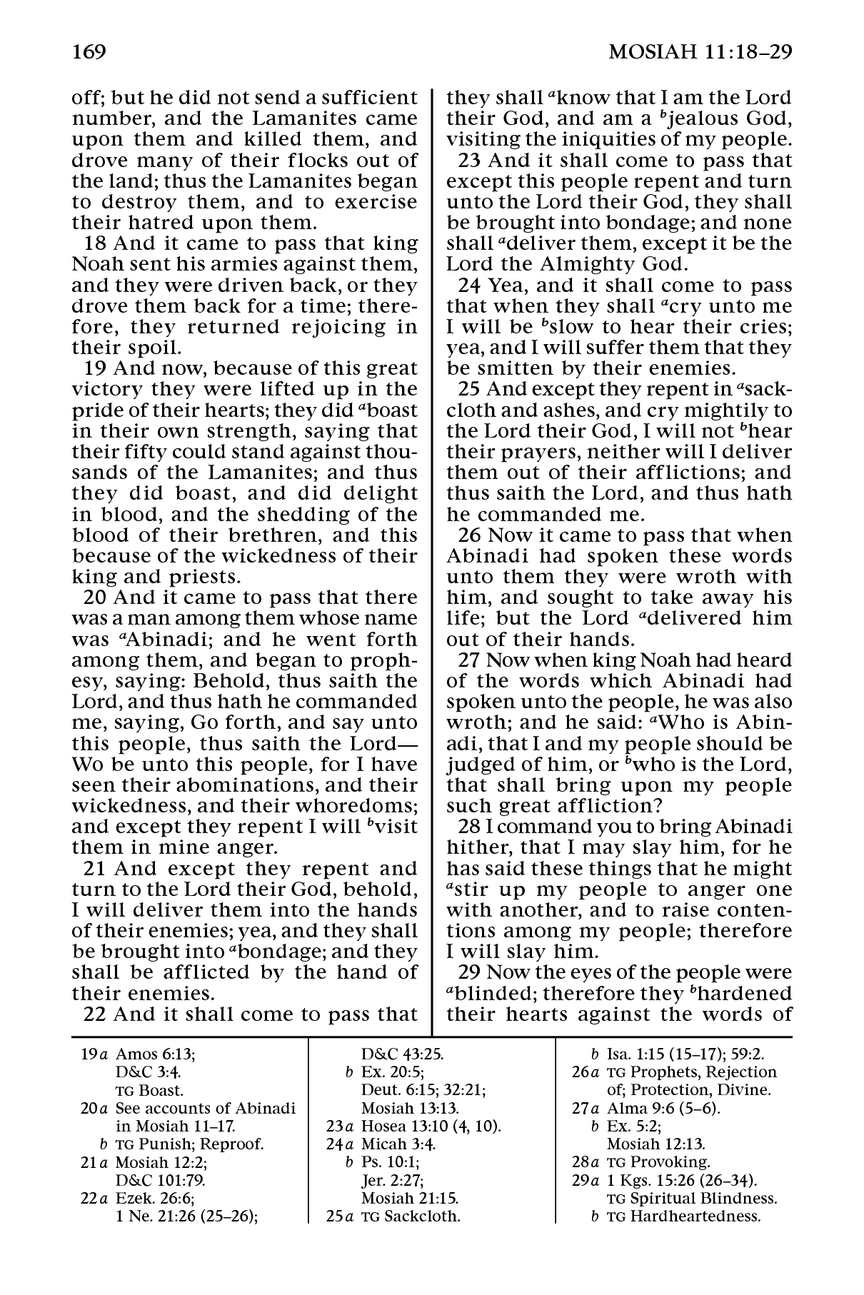 169
MOSIAH 11:18–29
off; but he did not send a sufficient
number, and the Lamanites came
upon them and killed them, and
drove many of their flocks out of
the land; thus the Lamanites began
to destroy them, and to exercise
their hatred upon them.
18 And it came to pass that king
Noah sent his armies against them,
and they were driven back, or they
drove them back for a time; there-
fore, they returned rejoicing in
their spoil.
19 And now, because of this great
victory they were lifted up in the
pride of their hearts; they did aboast
in their own strength, saying that
their fifty could stand against thou-
sands of the Lamanites; and thus
they did boast, and did delight
in blood, and the shedding of the
blood of their brethren, and this
because of the wickedness of their
king and priests.
20 And it came to pass that there
was a man among them whose name
was aAbinadi; and he went forth
among them, and began to proph-
esy, saying: Behold, thus saith the
Lord, and thus hath he commanded
me, saying, Go forth, and say unto
this people, thus saith the Lord—
Wo be unto this people, for I have
seen their abominations, and their
wickedness, and their whoredoms;
and except they repent I will bvisit
them in mine anger.
21 And except they repent and
turn to the Lord their God, behold,
I will deliver them into the hands
of their enemies; yea, and they shall
be brought into abondage; and they
shall be afflicted by the hand of
their enemies.
22 And it shall come to pass that
they shall aknow that I am the Lord
their God, and am a bjealous God,
visiting the iniquities of my people.
23 And it shall come to pass that
except this people repent and turn
unto the Lord their God, they shall
be brought into bondage; and none
shall adeliver them, except it be the
Lord the Almighty God.
24 Yea, and it shall come to pass
that when they shall acry unto me
I will be bslow to hear their cries;
yea, and I will suffer them that they
be smitten by their enemies.
25 And except they repent in asack-
cloth and ashes, and cry mightily to
the Lord their God, I will not bhear
their prayers, neither will I deliver
them out of their afflictions; and
thus saith the Lord, and thus hath
he commanded me.
26 Now it came to pass that when
Abinadi had spoken these words
unto them they were wroth with
him, and sought to take away his
life; but the Lord adelivered him
out of their hands.
27 Now when king Noah had heard
of the words which Abinadi had
spoken unto the people, he was also
wroth; and he said: aWho is Abin-
adi, that I and my people should be
judged of him, or bwho is the Lord,
that shall bring upon my people
such great affliction?
28 I command you to bring Abinadi
hither, that I may slay him, for he
has said these things that he might
astir up my people to anger one
with another, and to raise conten-
tions among my people; therefore
I will slay him.
29 Now the eyes of the people were
ablinded; therefore they bhardened
their hearts against the words of
19a Amos 6:13;
D&C 3:4.
TG Boast.
20a See accounts of Abinadi
in Mosiah 11–17.
b TG Punish; Reproof.
21a Mosiah 12:2;
D&C 101:79.
22a Ezek. 26:6;
1 Ne. 21:26 (25–26);
D&C 43:25.
b Ex. 20:5;
Deut. 6:15; 32:21;
Mosiah 13:13.
23a Hosea 13:10 (4, 10).
24a Micah 3:4.
b Ps. 10:1;
Jer. 2:27;
Mosiah 21:15.
25a TG Sackcloth.
b Isa. 1:15 (15–17); 59:2.
26a TG Prophets, Rejection
of; Protection, Divine.
27a Alma 9:6 (5–6).
b Ex. 5:2;
Mosiah 12:13.
28a TG Provoking.
29a 1 Kgs. 15:26 (26–34).
TG Spiritual Blindness.
b TG Hardheartedness.